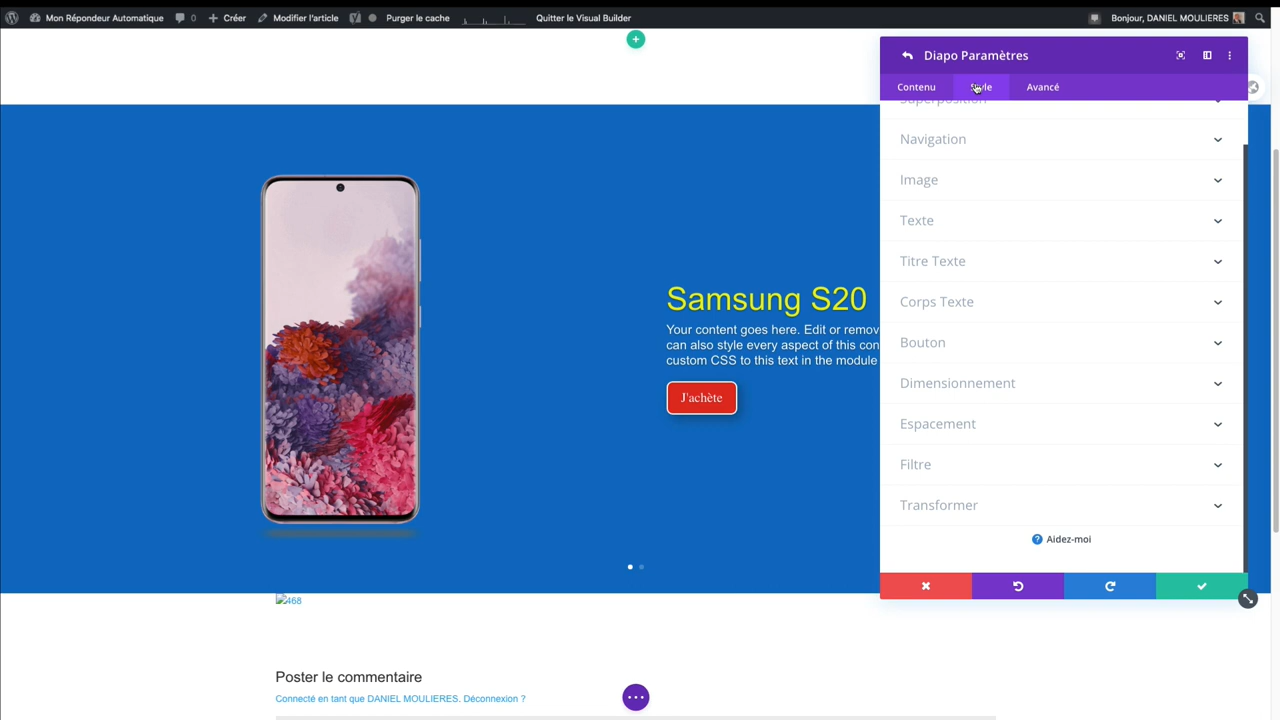 Mon Répondeur Automatique
0
Créer
Modifier l'article
Purger le cache
Quitter le Visual Builder
Bonjour, DANIEL MOULIERES
Diapo Paramètres
Contenu
Style
Avancé
Superposition
Navigation
Image
Texte
Titre Texte
Corps Texte
Bouton
Dimensionnement
Espacement
Filtre
Transformer
Aidez-moi
Samsung S20
Your content goes here. Edit or remov
can also style every aspect of this con
custom CSS to this text in the module
J'achète
468
Poster le commentaire
Connecté en tant que DANIEL MOULIERES. Déconnexion ?